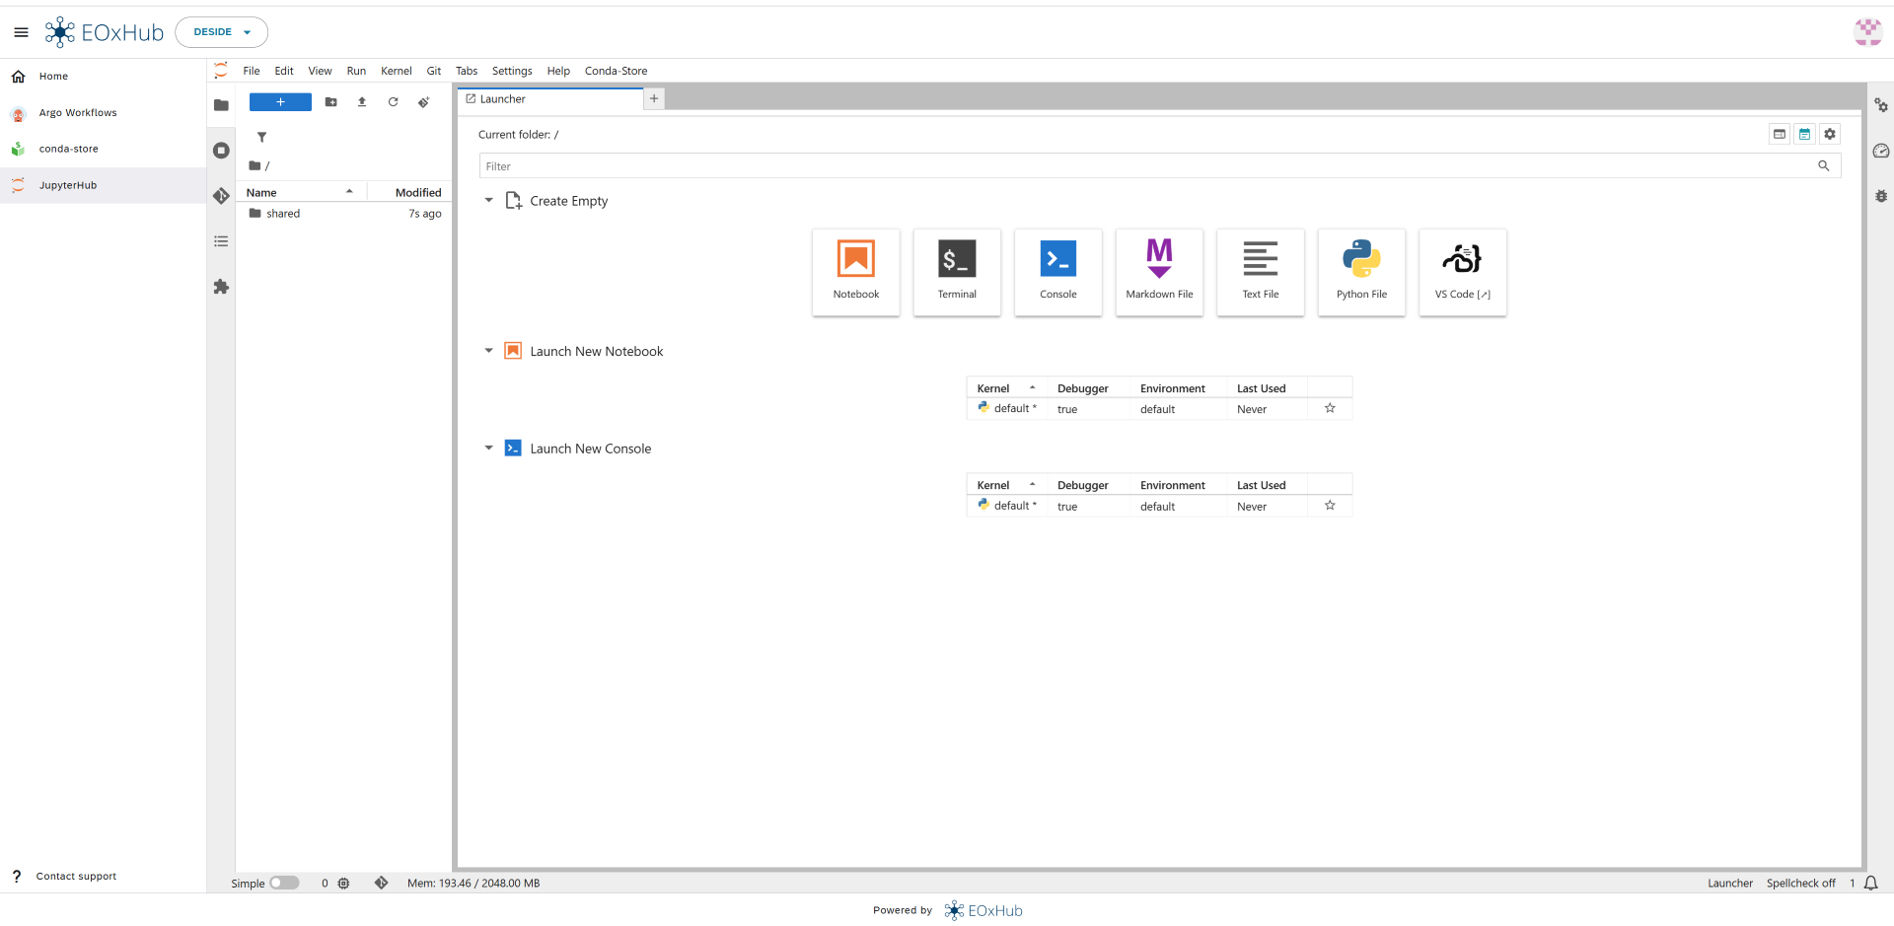 EOxHub
DESIDE
Home
Argo Workflows
conda-store
JupyterHub
Contact support
File Edit View Run Kernel Git Tabs Settings Help Conda-Store
+
/
Name Modified
shared 7s ago
Launcher +
Current folder: /
Filter
Create Empty
Notebook
$_
Terminal
>_
Console
M
Markdown File
Text File
Python File
VS Code [↗]
Launch New Notebook
Kernel Debugger Environment Last Used
default * true default Never
Launch New Console
Kernel Debugger Environment Last Used
default * true default Never
Simple 0 Mem: 193.46 / 2048.00 MB
Launcher Spellcheck off 1
Powered by EOxHub